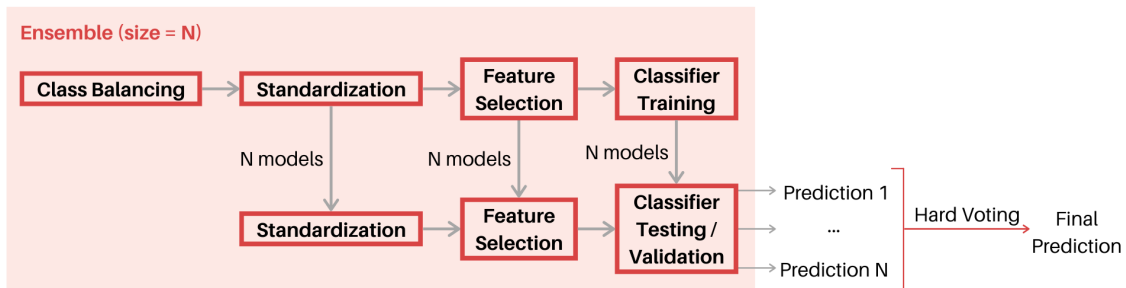 Ensemble (size = N)
Class Balancing
Standardization
Feature
Selection
Classifier
Training
N models
N models
N models
Standardization
Feature
Selection
Classifier
Testing /
Validation
Prediction 1
...
Prediction N
Hard Voting
Final
Prediction